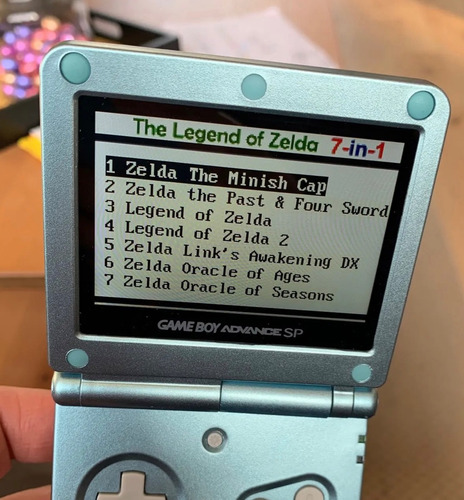 The Legend of Zelda 7-in-1
1 Zelda The Minish Cap
2 Zelda the Past & Four Sword
3 Legend of Zelda
4 Legend of Zelda 2
5 Zelda Link's Awakening DX
6 Zelda Oracle of Ages
7 Zelda Oracle of Seasons
GAME BOY ADVANCE SP